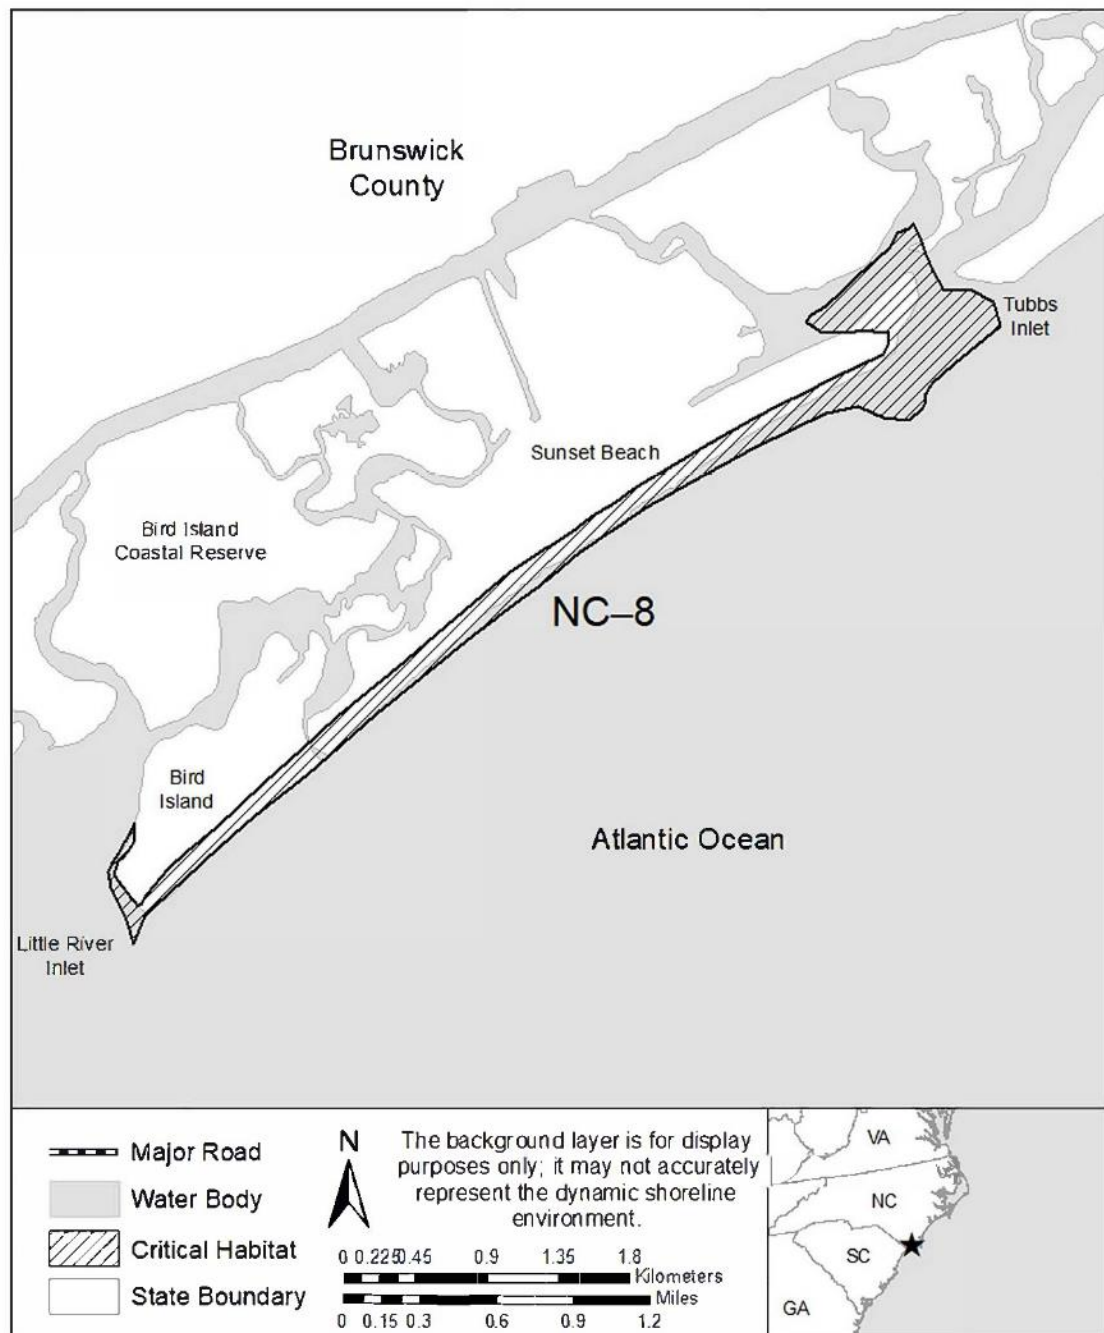 Brunswick
County
Tubbs
Inlet
Sunset Beach
Bird Island
Coastal Reserve
NC–8
Bird
Island
Atlantic Ocean
Little River
Inlet
Major Road
Water Body
Critical Habitat
State Boundary
N
The background layer is for display
purposes only; it may not accurately
represent the dynamic shoreline
environment.
0 0.225 0.45 0.9 1.35 1.8
Kilometers
Miles
0 0.15 0.3 0.6 0.9 1.2
VA
NC
SC
GA